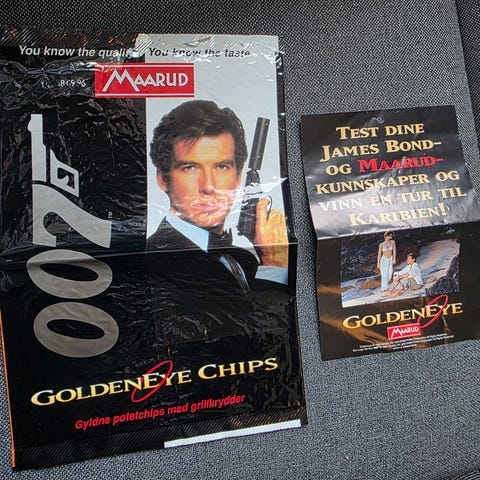 You know the quality. You know the taste.
MAARUD
007
GOLDENEYE CHIPS
Gyldne potetchips med grillkrydder
TEST DINE
JAMES BOND-
OG MAARUD-
KUNNSKAPER OG
VINN EN TUR TIL
KARIBIEN!
GOLDENEYE
MAARUD